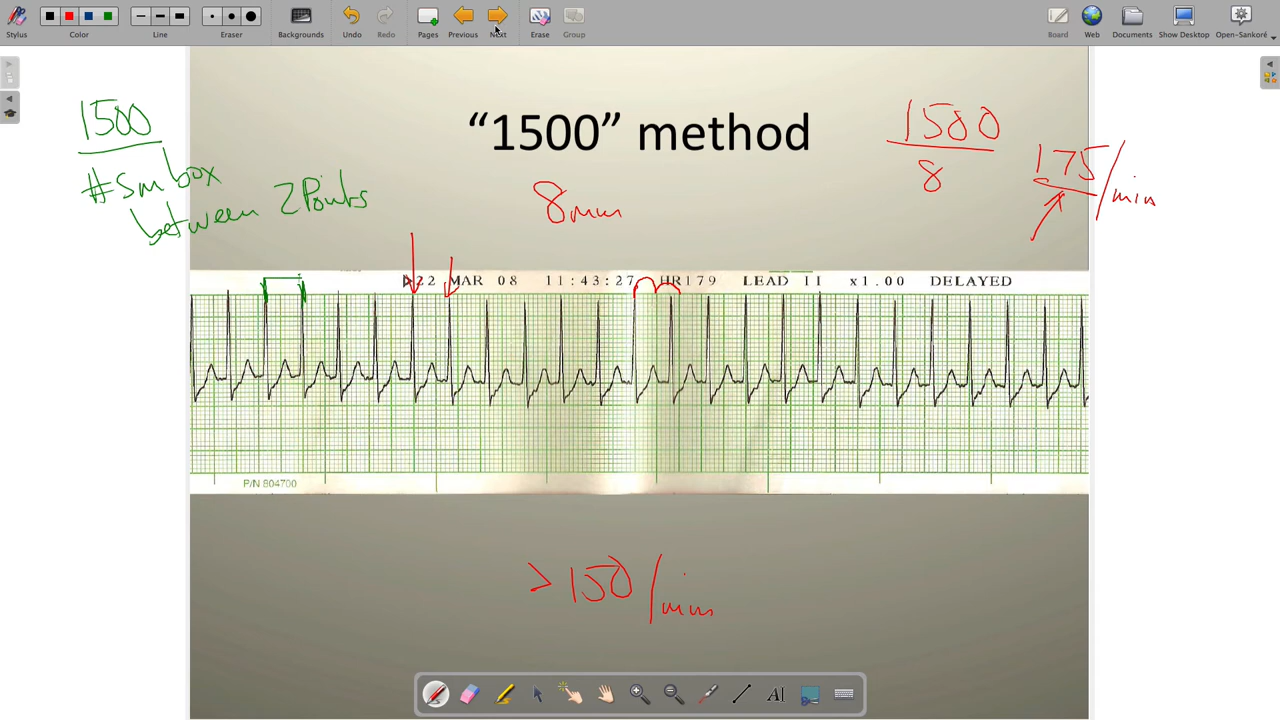 Stylus
Color
Line
Eraser
Backgrounds
Undo
Redo
Pages
Previous
Next
Erase
Group
Board
Web
Documents
Show Desktop
Open-Sankoré
“1500” method
1500
#Sm box
between 2 Points
8mm
1500
8
175/min
22 MAR 08 11:43:27 HR179 LEAD II x1.00 DELAYED
P/N 804700
>150/min
AI